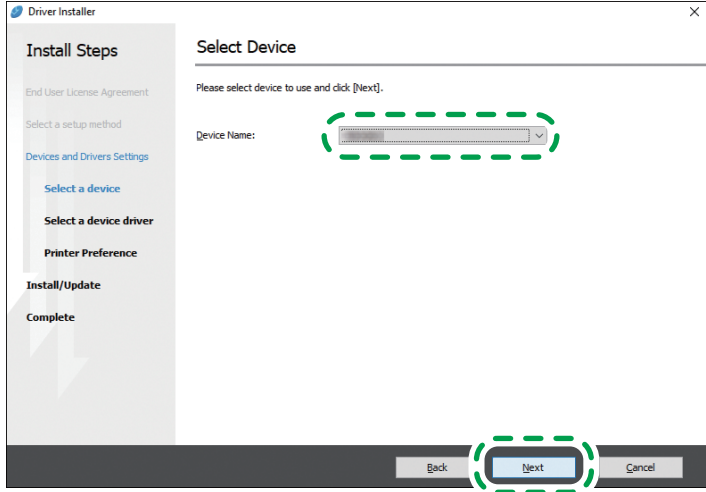 Driver Installer
Install Steps
Select Device
End User License Agreement
Please select device to use and click [Next].
Select a setup method
Device Name:
Devices and Drivers Settings
Select a device
Select a device driver
Printer Preference
Install/Update
Complete
Back
Next
Cancel